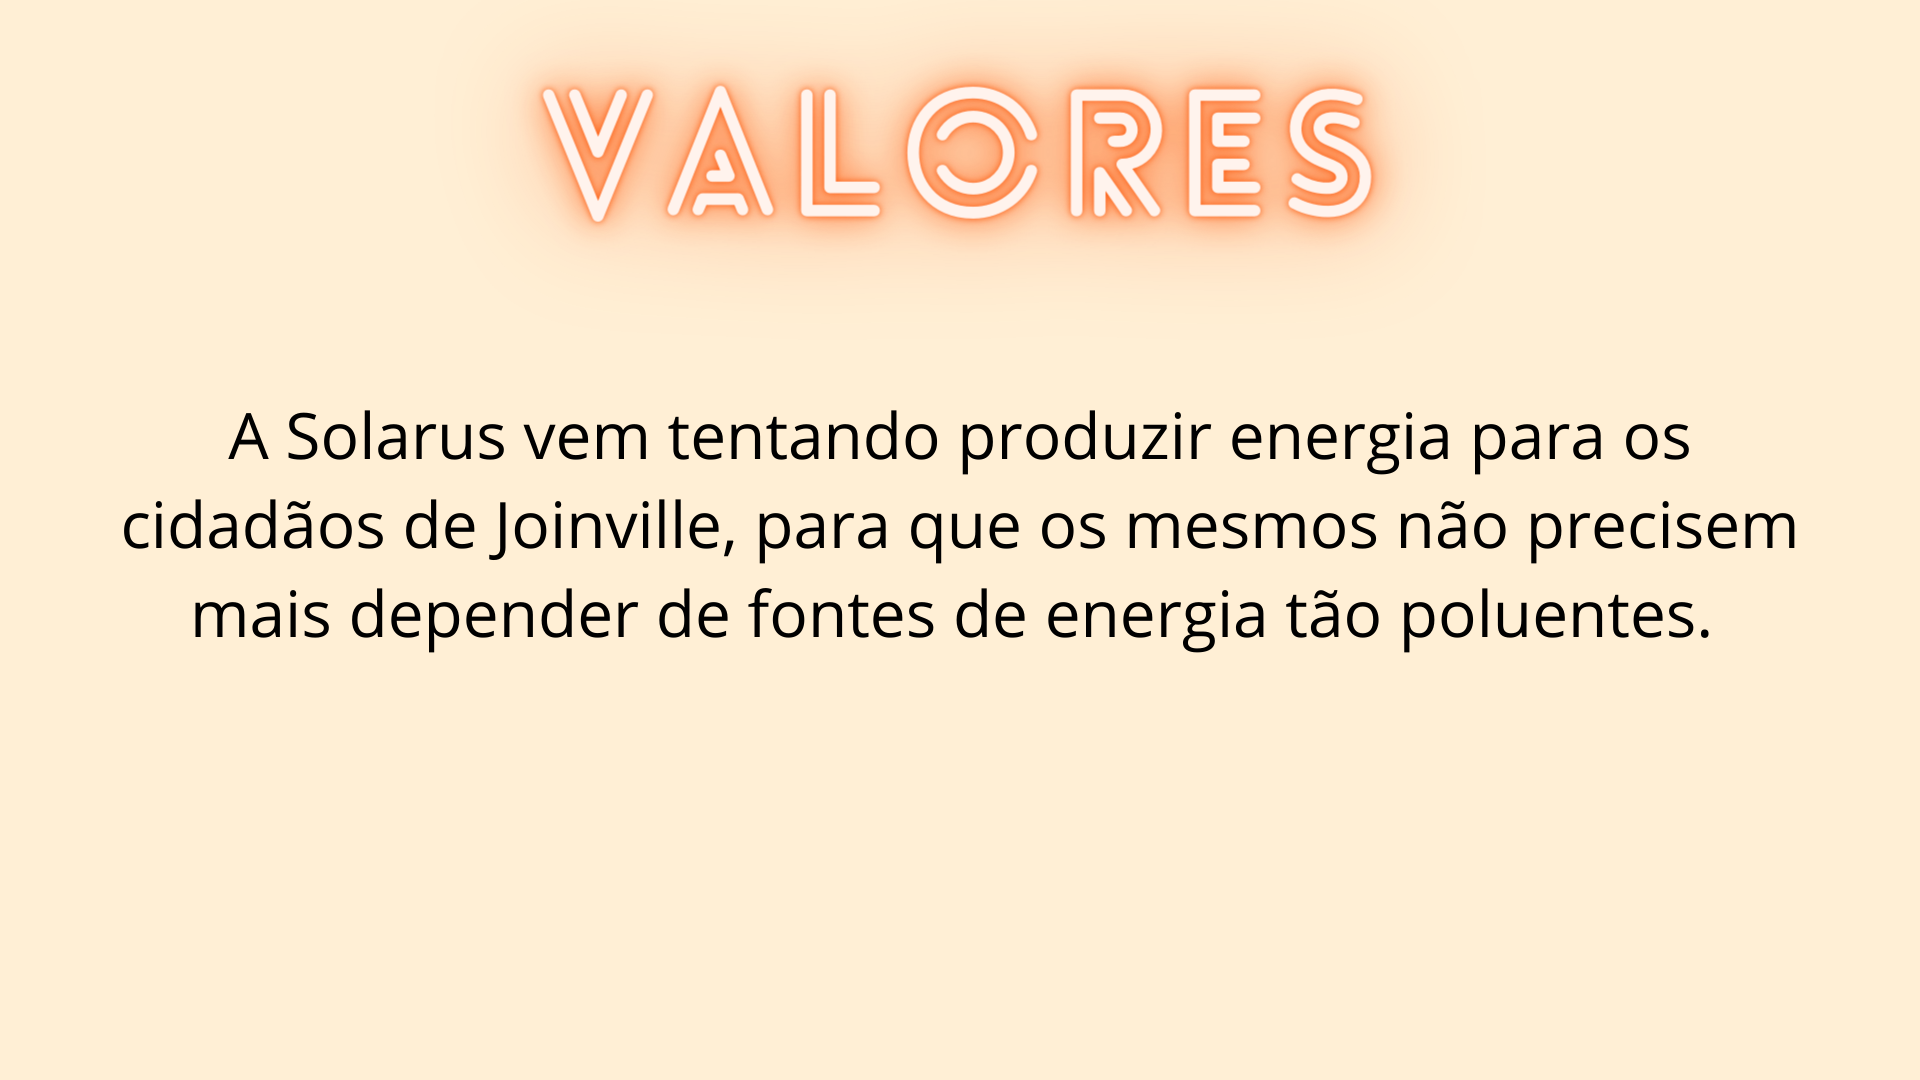 VALORES
A Solarus vem tentando produzir energia para os
cidadãos de Joinville, para que os mesmos não precisem
mais depender de fontes de energia tão poluentes.